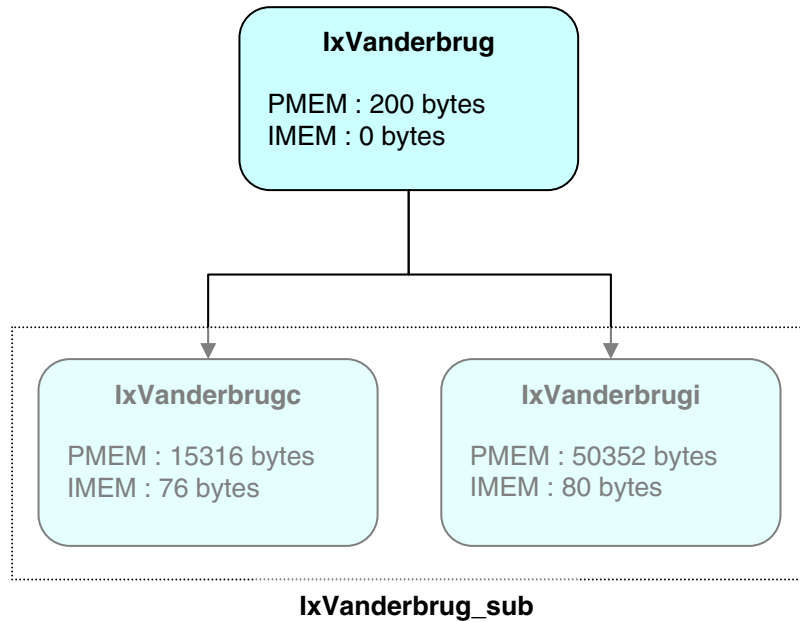 IxVanderbrug
PMEM : 200 bytes
IMEM : 0 bytes
IxVanderbrugc
PMEM : 15316 bytes
IMEM : 76 bytes
IxVanderbrugi
PMEM : 50352 bytes
IMEM : 80 bytes
IxVanderbrug_sub